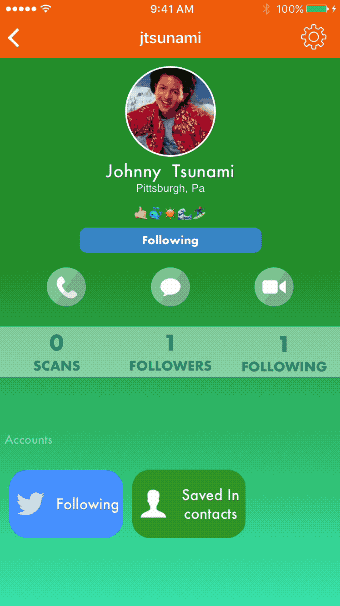 9:41 AM 100%
jtsunami
Johnny Tsunami
Pittsburgh, Pa
Following
0 1 1
SCANS FOLLOWERS FOLLOWING
Accounts
Following
Saved In
contacts